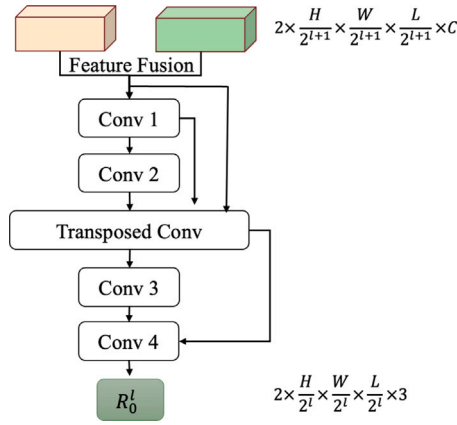 2 × H/2^{l+1} × W/2^{l+1} × L/2^{l+1} × C
Feature Fusion
Conv 1
Conv 2
Transposed Conv
Conv 3
Conv 4
R_0^l
2 × H/2^l × W/2^l × L/2^l × 3